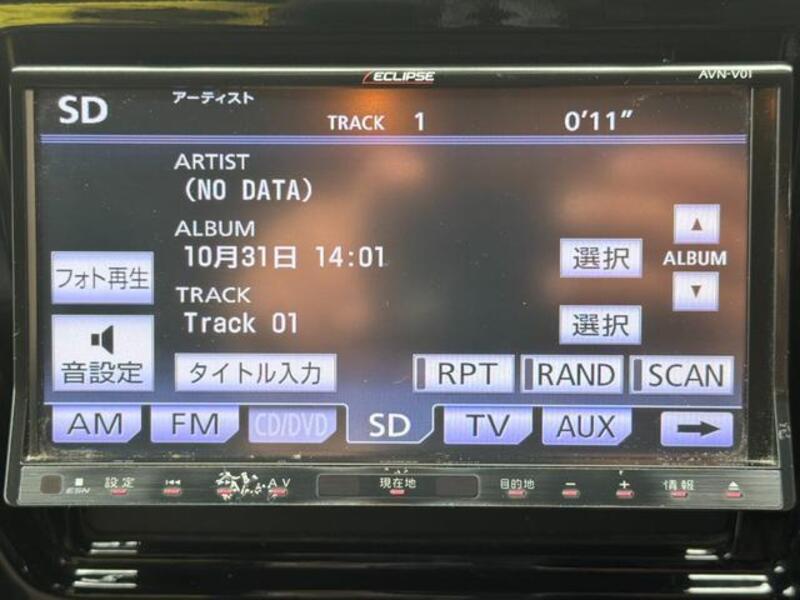 ECLIPSE
AVN-V01
SD
アーティスト
TRACK 1
0'11"
ARTIST
(NO DATA)
ALBUM
10月31日 14:01
選択
▲
ALBUM
▼
フォト再生
TRACK
Track 01
選択
音設定
タイトル入力
RPT
RAND
SCAN
AM
FM
CD/DVD
SD
TV
AUX
ESN
設定
AV
現在地
目的地
−
+
情報